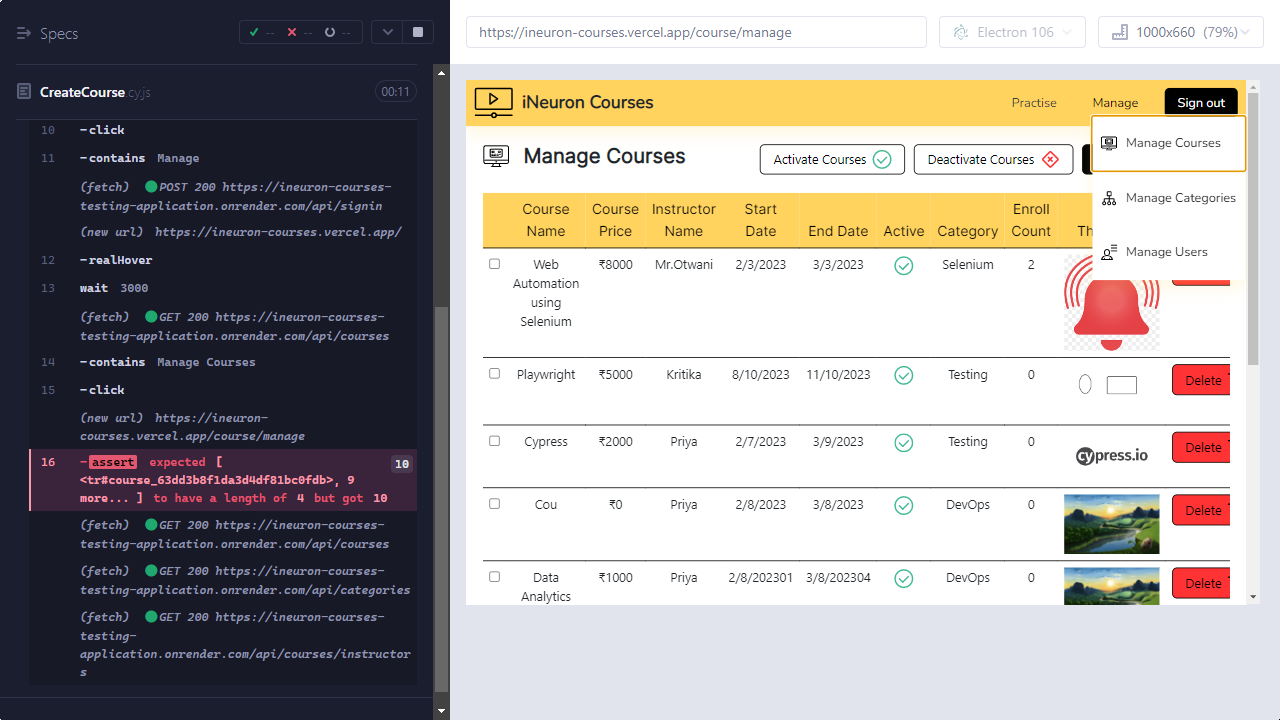 Specs
-- -- --
CreateCourse.cy.js 00:11
10 -click
11 -contains Manage
(fetch) POST 200 https://ineuron-courses-
testing-application.onrender.com/api/signin
(new url) https://ineuron-courses.vercel.app/
12 -realHover
13 wait 3000
(fetch) GET 200 https://ineuron-courses-
testing-application.onrender.com/api/courses
14 -contains Manage Courses
15 -click
(new url) https://ineuron-
courses.vercel.app/course/manage
16 -assert expected [ 10
<tr#course_63dd3b8f1da3d4df81bc0fdb>, 9
more... ] to have a length of 4 but got 10
(fetch) GET 200 https://ineuron-courses-
testing-application.onrender.com/api/courses
(fetch) GET 200 https://ineuron-courses-
testing-application.onrender.com/api/categories
(fetch) GET 200 https://ineuron-courses-
testing-
application.onrender.com/api/courses/instructor
s
https://ineuron-courses.vercel.app/course/manage
Electron 106
1000x660 (79%)
iNeuron Courses
Practise
Manage
Sign out
Manage Courses
Manage Categories
Manage Users
Manage Courses
Activate Courses
Deactivate Courses
Course Name Course Price Instructor Name Start Date End Date Active Category Enroll Count Th
Web Automation using Selenium ₹8000 Mr.Otwani 2/3/2023 3/3/2023 Selenium 2
Playwright ₹5000 Kritika 8/10/2023 11/10/2023 Testing 0 Delete
Cypress ₹2000 Priya 2/7/2023 3/9/2023 Testing 0 cypress.io Delete
Cou ₹0 Priya 2/8/2023 3/8/2023 DevOps 0 Delete
Data Analytics ₹1000 Priya 2/8/202301 3/8/202304 DevOps 0 Delete